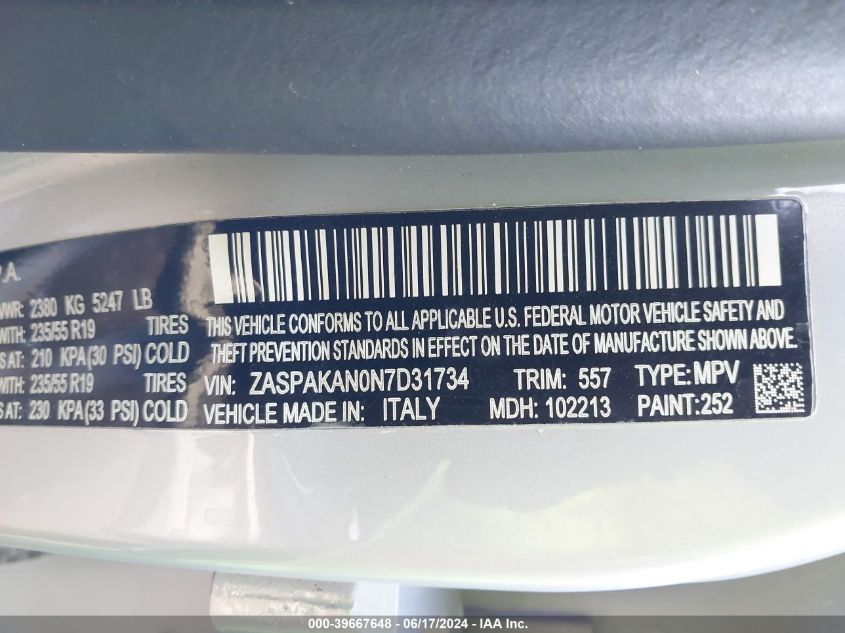 P.A.
VWR: 2380 KG 5247 LB
WITH: 235/55 R19 TIRES
S AT: 210 KPA(30 PSI) COLD
WITH: 235/55 R19 TIRES
S AT: 230 KPA(33 PSI) COLD
THIS VEHICLE CONFORMS TO ALL APPLICABLE U.S. FEDERAL MOTOR VEHICLE SAFETY AND
THEFT PREVENTION STANDARDS IN EFFECT ON THE DATE OF MANUFACTURE SHOWN ABOVE.
VIN: ZASPAKAN0N7D31734 TRIM: 557 TYPE: MPV
VEHICLE MADE IN: ITALY MDH: 102213 PAINT:252
000-39667648 - 06/17/2024 - © IAA Inc.